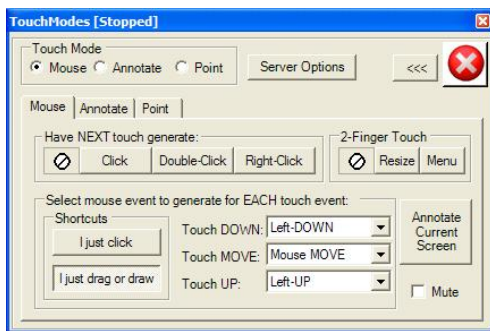 TouchModes [Stopped]
Touch Mode
Mouse Annotate Point
Server Options
<<<
Mouse Annotate Point
Have NEXT touch generate:
Click Double-Click Right-Click
2-Finger Touch
Resize Menu
Select mouse event to generate for EACH touch event:
Shortcuts
I just click
I just drag or draw
Touch DOWN: Left-DOWN
Touch MOVE: Mouse MOVE
Touch UP: Left-UP
Annotate
Current
Screen
Mute